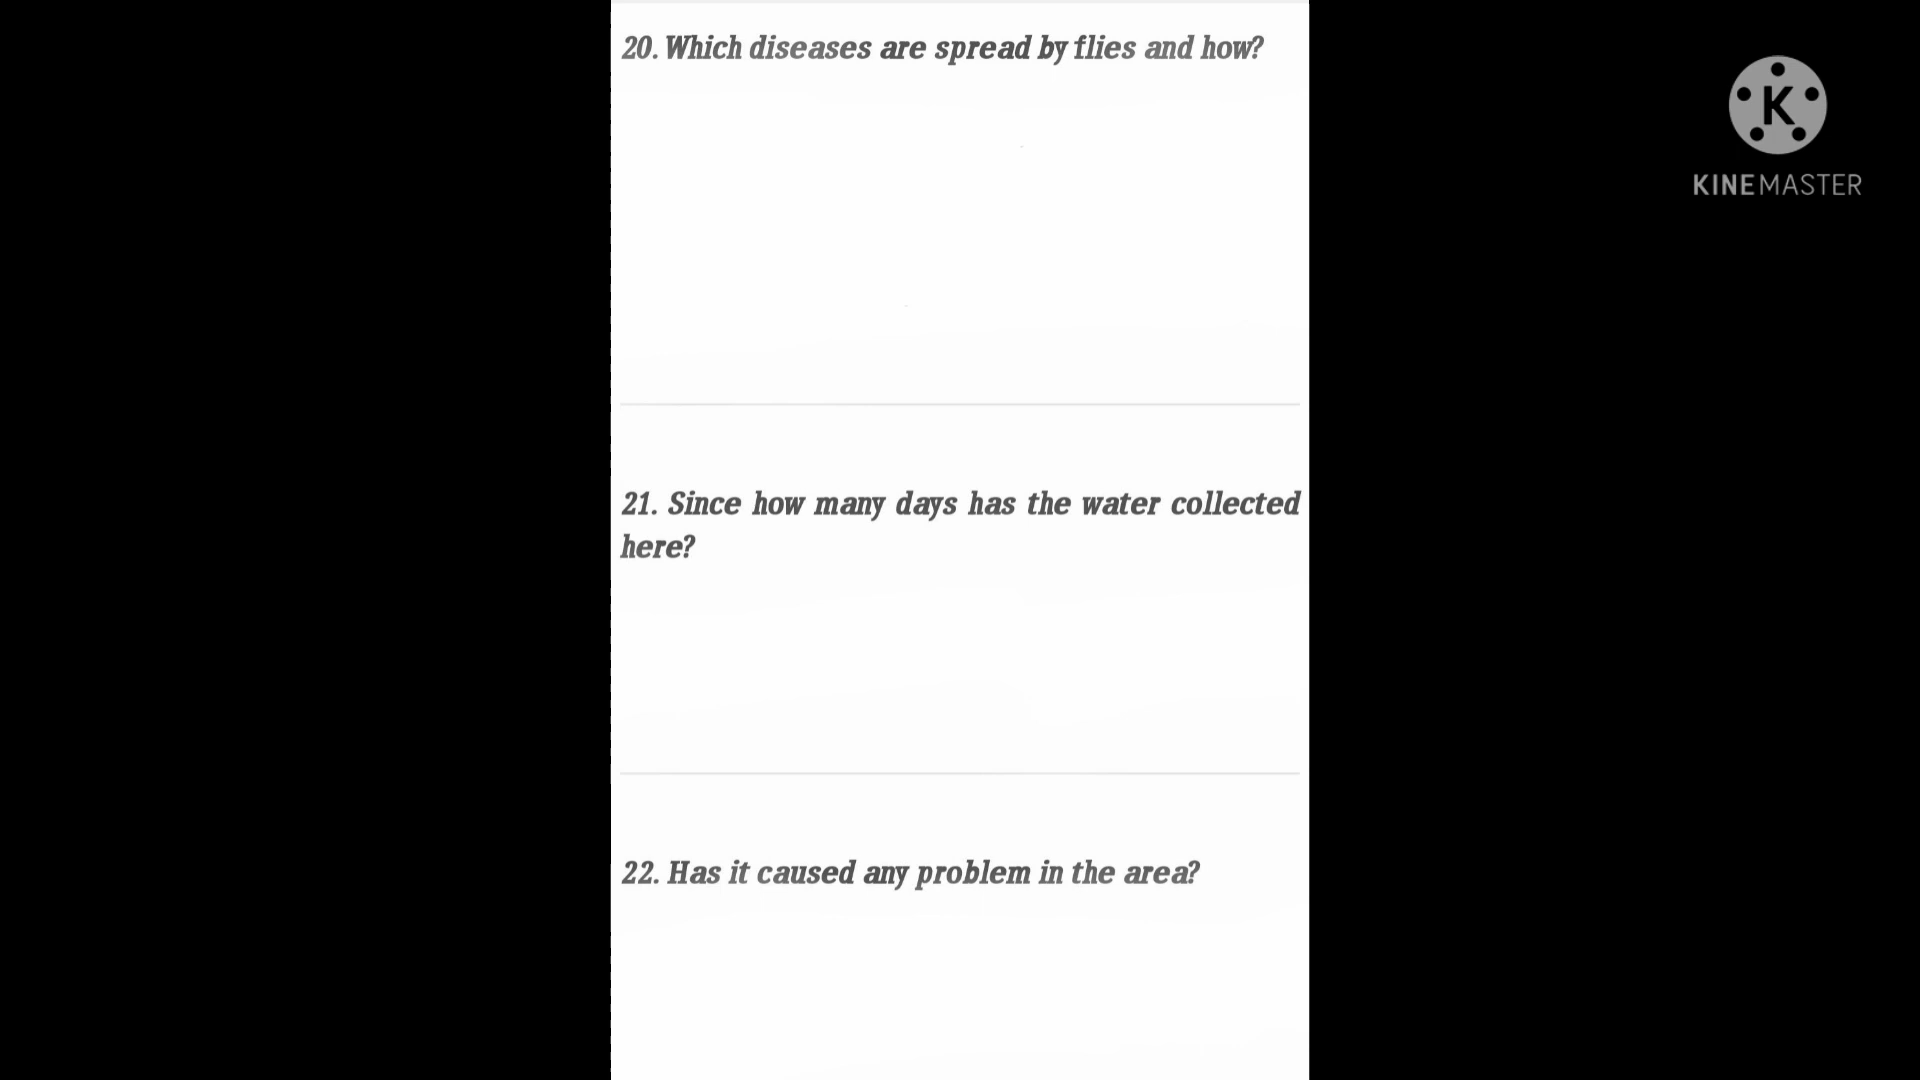 20. Which diseases are spread by flies and how?
21. Since how many days has the water collected
here?
22. Has it caused any problem in the area?
K
KINEMASTER